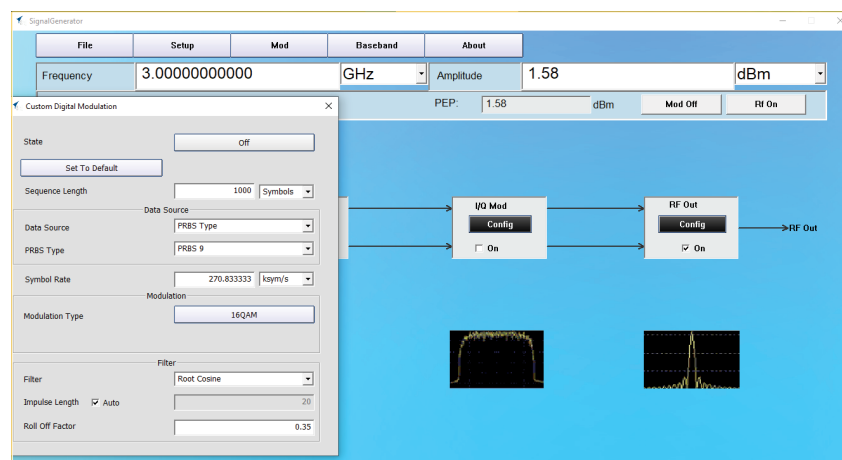 SignalGenerator
File Setup Mod Baseband About
Frequency 3.00000000000 GHz Amplitude 1.58 dBm
Custom Digital Modulation
PEP: 1.58 dBm Mod Off Rf On
State Off
Set To Default
Sequence Length 1000 Symbols
Data Source
Data Source PRBS Type
PRBS Type PRBS 9
Symbol Rate 270.833333 ksym/s
Modulation
Modulation Type 16QAM
Filter
Filter Root Cosine
Impulse Length Auto 20
Roll Off Factor 0.35
I/Q Mod
Config
On
RF Out
Config
On
RF Out